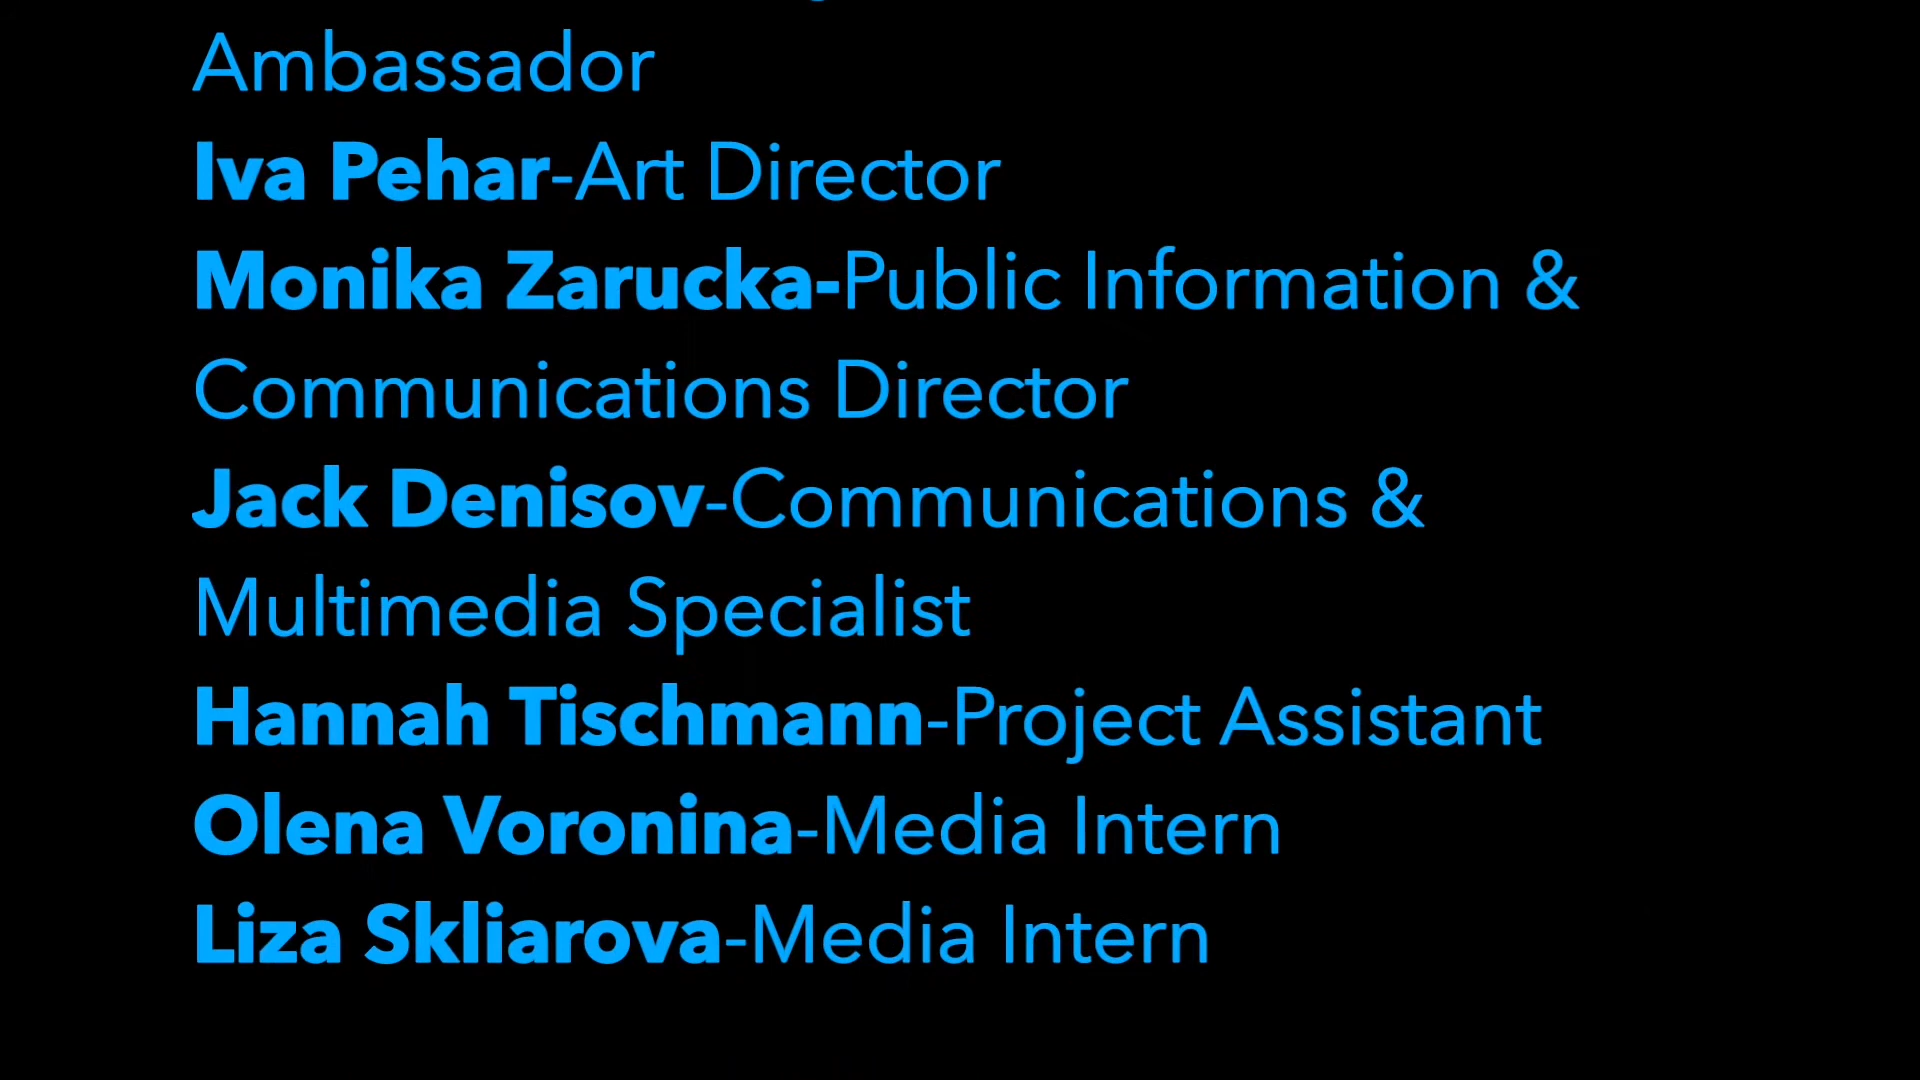 Ambassador
Iva Pehar-Art Director
Monika Zarucka-Public Information &
Communications Director
Jack Denisov-Communications &
Multimedia Specialist
Hannah Tischmann-Project Assistant
Olena Voronina-Media Intern
Liza Skliarova-Media Intern